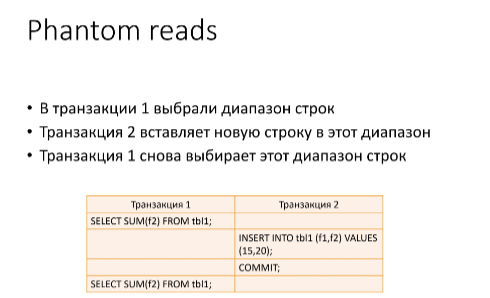 Phantom reads
• В транзакции 1 выбрали диапазон строк
• Транзакция 2 вставляет новую строку в этот диапазон
• Транзакция 1 снова выбирает этот диапазон строк
Транзакция 1 Транзакция 2
SELECT SUM(f2) FROM tbl1;
INSERT INTO tbl1 (f1,f2) VALUES
(15,20);
COMMIT;
SELECT SUM(f2) FROM tbl1;